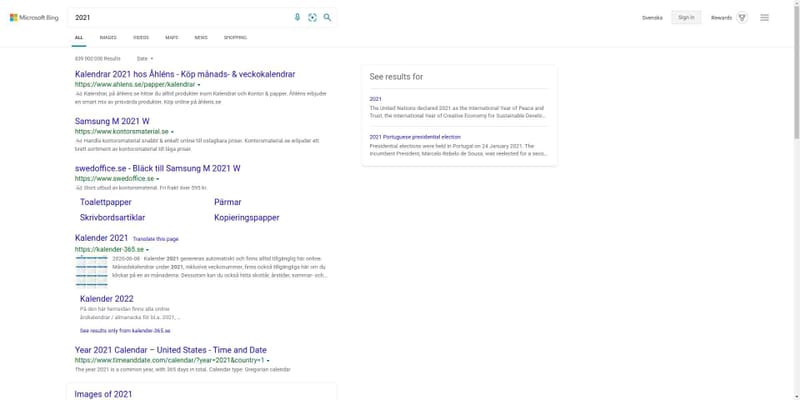 Microsoft Bing
2021
Svenska
Sign in
Rewards
ALL
IMAGES
VIDEOS
MAPS
NEWS
SHOPPING
839 000 000 Results
Date
Kalendrar 2021 hos Åhléns - Köp månads- & veckokalendrar
https://www.ahlens.se/papper/kalendrar
Ad Kalendrar, på åhléns hittar du alltid produkter inom Kalendrar och Kontor & papper. Åhléns erbjuder
en smart mix av prisvärda produkter. Köp online på åhlens.se
Samsung M 2021 W
https://www.kontorsmaterial.se
Ad Handla kontorsmaterial snabbt & enkelt online till oslagbara priser. Kontorsmaterial.se erbjuder ett
brett sortiment av kontorsmaterial till låga priser.
swedoffice.se - Bläck till Samsung M 2021 W
https://www.swedoffice.se
Ad Stort utbud av kontorsmaterial. Fri frakt över 595 kr.
Toalettpapper
Pärmar
Skrivbordsartiklar
Kopieringspapper
Kalender 2021 Translate this page
https://kalender-365.se
2020-06-08 · Kalender 2021 genereras automatiskt och finns alltid tillgänglig här online.
Månadskalendrar under 2021, inklusive veckonummer, finns också tillgängliga här om du
klickar på en av månaderna. Dessutom kan du också hitta skottår, årstider, sommar- och...
Kalender 2022
På den här hemsidan finns alla online
årskalendrar / almanacka för bl.a. 2021, ...
See results only from kalender-365.se
Year 2021 Calendar – United States - Time and Date
https://www.timeanddate.com/calendar/?year=2021&country=1
The year 2021 is a common year, with 365 days in total. Calendar type: Gregorian calendar
Images of 2021
See results for
2021
The United Nations declared 2021 as the International Year of Peace and
Trust, the International Year of Creative Economy for Sustainable Develo...
2021 Portuguese presidential election
Presidential elections were held in Portugal on 24 January 2021. The
incumbent President, Marcelo Rebelo de Sousa, was reelected for a seco...